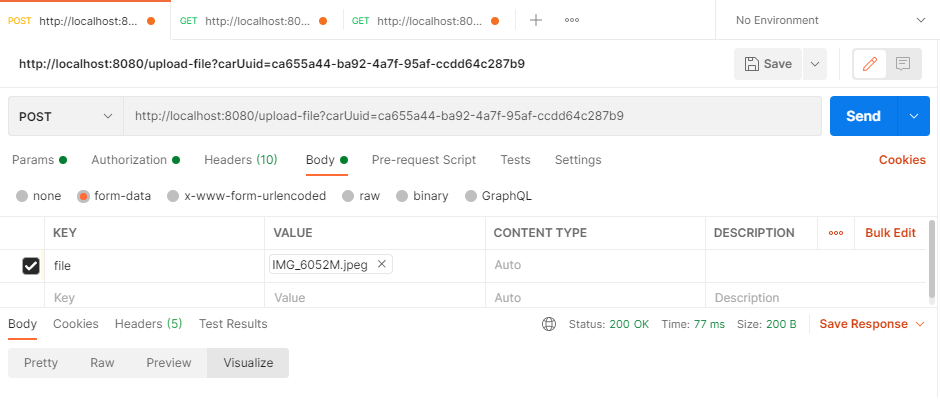 POST http://localhost:8... GET http://localhost:80... GET http://localhost:80... + ooo No Environment
http://localhost:8080/upload-file?carUuid=ca655a44-ba92-4a7f-95af-ccdd64c287b9 Save
POST http://localhost:8080/upload-file?carUuid=ca655a44-ba92-4a7f-95af-ccdd64c287b9 Send
Params Authorization Headers (10) Body Pre-request Script Tests Settings Cookies
none form-data x-www-form-urlencoded raw binary GraphQL
KEY VALUE CONTENT TYPE DESCRIPTION ooo Bulk Edit
file IMG_6052M.jpeg × Auto
Key Value Auto Description
Body Cookies Headers (5) Test Results Status: 200 OK Time: 77 ms Size: 200 B Save Response
Pretty Raw Preview Visualize